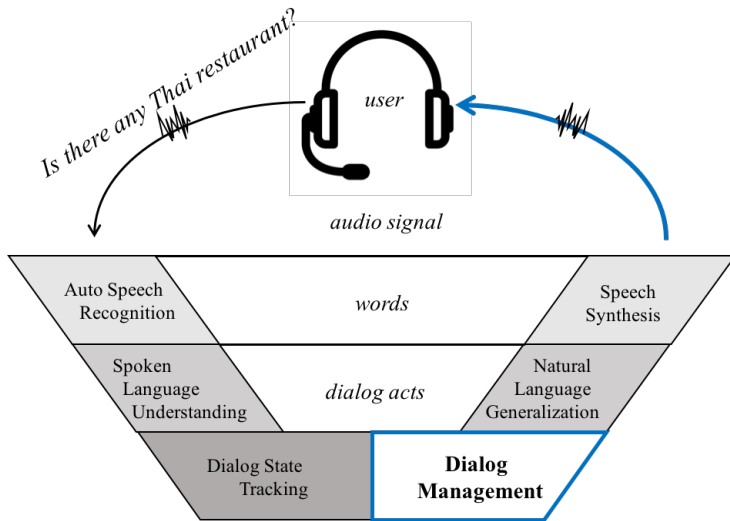 Is there any Thai restaurant?
user
audio signal
Auto Speech
Recognition
words
Speech
Synthesis
Spoken
Language
Understanding
dialog acts
Natural
Language
Generalization
Dialog State
Tracking
Dialog
Management